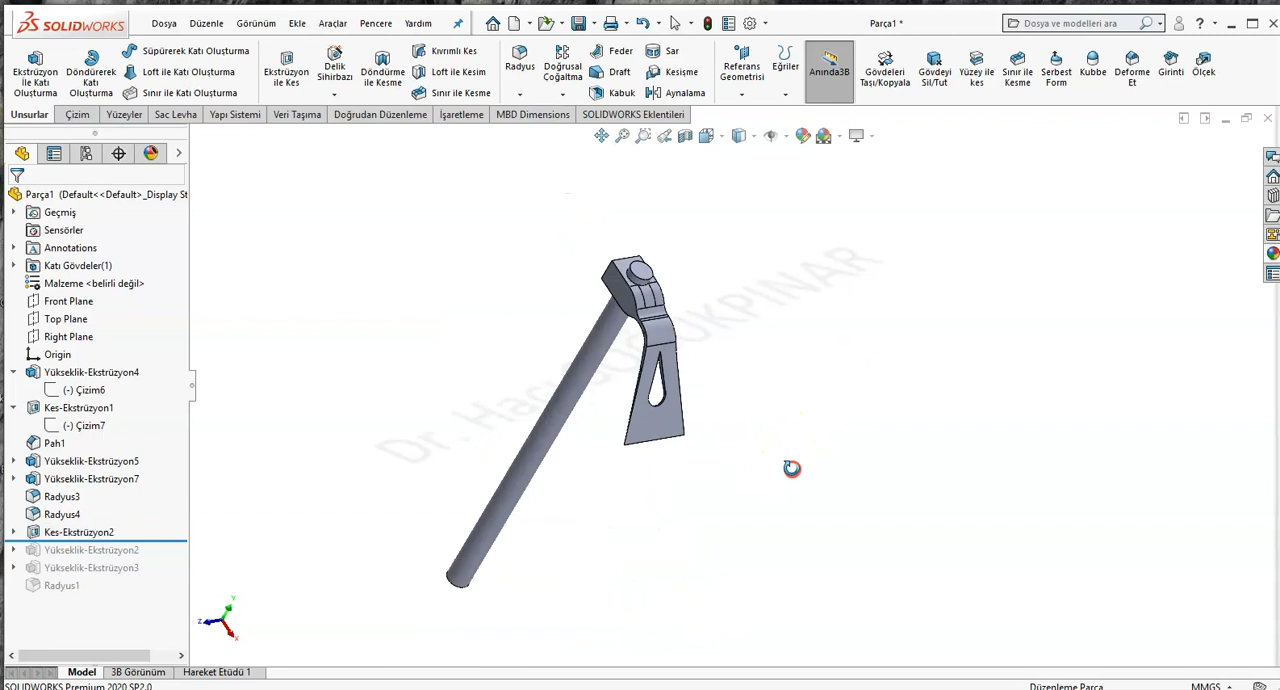 SOLIDWORKS
Dosya Düzenle Görünüm Ekle Araçlar Pencere Yardım
Parça1 *
Dosya ve modelleri ara
Ekstrüzyon ile Katı Oluşturma
Döndürerek Katı Oluşturma
Süpürerek Katı Oluşturma
Loft ile Katı Oluşturma
Sınır ile Katı Oluşturma
Ekstrüzyon ile Kes
Delik Sihirbazı
Döndürme ile Kesme
Kıvrımlı Kes
Loft ile Kesim
Sınır ile Kesme
Radyus
Doğrusal Çoğaltma
Feder
Draft
Kabuk
Sar
Kesişme
Aynalama
Referans Geometrisi
Eğriler
Anında3B
Gövdeleri Taşı/Kopyala
Gövdeyi Sil/Tut
Yüzey ile kes
Sınır ile Kesme
Serbest Form
Kubbe
Deforme Et
Girinti
Ölçek
Unsurlar Çizim Yüzeyler Sac Levha Yapı Sistemi Veri Taşıma Doğrudan Düzenleme İşaretleme MBD Dimensions SOLIDWORKS Eklentileri
Parça1 (Default<<Default>_Display St
Geçmiş
Sensörler
Annotations
Katı Gövdeler(1)
Malzeme <belirli değil>
Front Plane
Top Plane
Right Plane
Origin
Yükseklik-Ekstrüzyon4
(-) Çizim6
Kes-Ekstrüzyon1
(-) Çizim7
Pah1
Yükseklik-Ekstrüzyon5
Yükseklik-Ekstrüzyon7
Radyus3
Radyus4
Kes-Ekstrüzyon2
Yükseklik-Ekstrüzyon2
Yükseklik-Ekstrüzyon3
Radyus1
Y
Z
X
Model 3B Görünüm Hareket Etüdü 1
SOLIDWORKS Premium 2020 SP2.0
Düzenleme Parça
MMGS